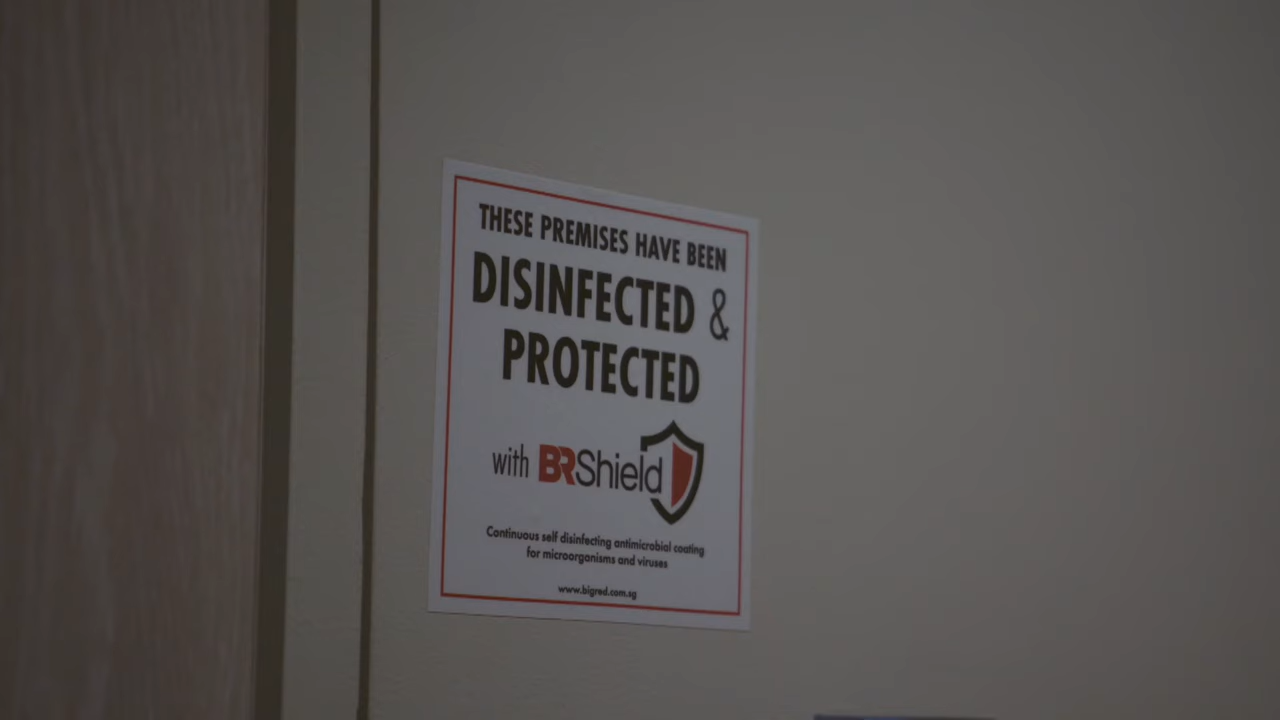 THESE PREMISES HAVE BEEN
DISINFECTED &
PROTECTED
with BRShield
Continuous self disinfecting antimicrobial coating
for microorganisms and viruses
www.bigred.com.sg